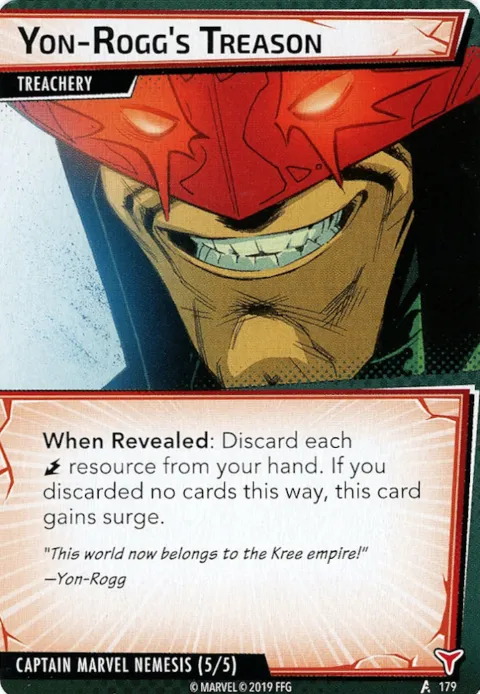 Yon-Rogg's Treason
TREACHERY
When Revealed: Discard each
resource from your hand. If you
discarded no cards this way, this card
gains surge.
"This world now belongs to the Kree empire!"
—Yon-Rogg
CAPTAIN MARVEL NEMESIS (5/5)
© MARVEL © 2019 FFG
179